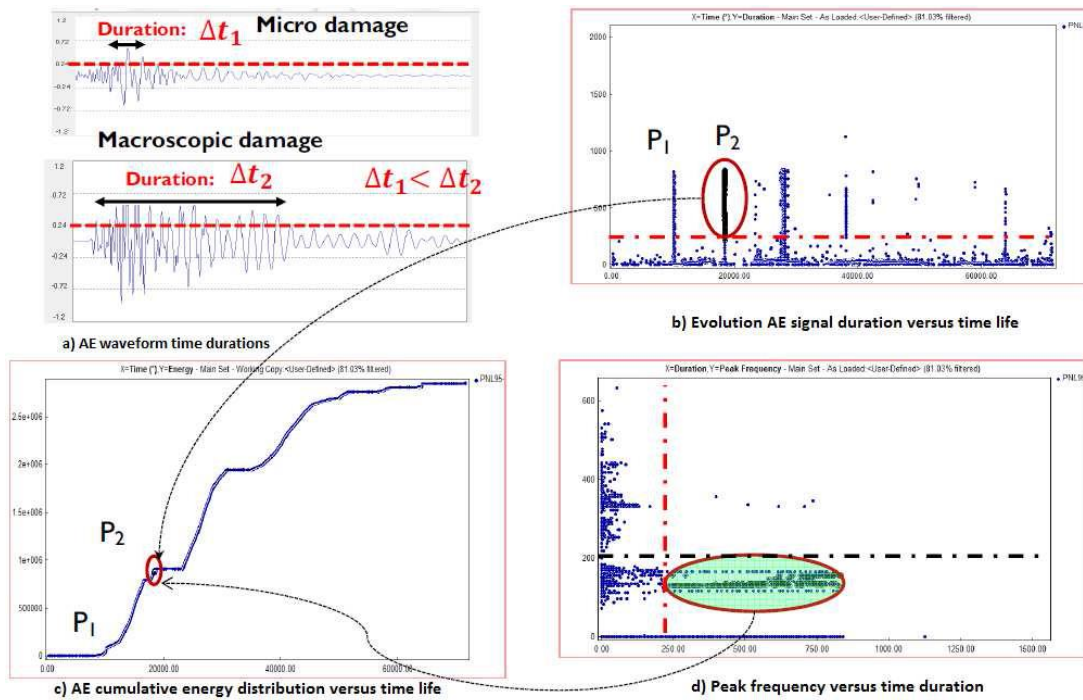 Duration: Δt₁ Micro damage
1.2
0.72
0.24
-0.24
-0.72
-1.2
Macroscopic damage
Duration: Δt₂ Δt₁ < Δt₂
1.2
0.72
0.24
-0.24
-0.72
-1.2
a) AE waveform time durations
X=Time ("),Y=Duration - Main Set - As Loaded:<User-Defined> (81.03% filtered)
PNL
2000
1500
1000
500
0
P₁ P₂
0.00 20000.00 40000.00 60000.00
b) Evolution AE signal duration versus time life
X=Time ("),Y=Energy - Main Set - Working Copy:<User-Defined> (81.03% filtered)
PNL95
2.5e+006
2e+006
1.5e+006
1e+006
500000
0
P₂
P₁
0.00 20000.00 40000.00 60000.00
c) AE cumulative energy distribution versus time life
X=Duration,Y=Peak Frequency - Main Set - As Loaded:<User-Defined> (81.03% filtered)
PNL9
600
400
200
0
0.00 250.00 500.00 750.00 1000.00 1250.00 1500.00
d) Peak frequency versus time duration